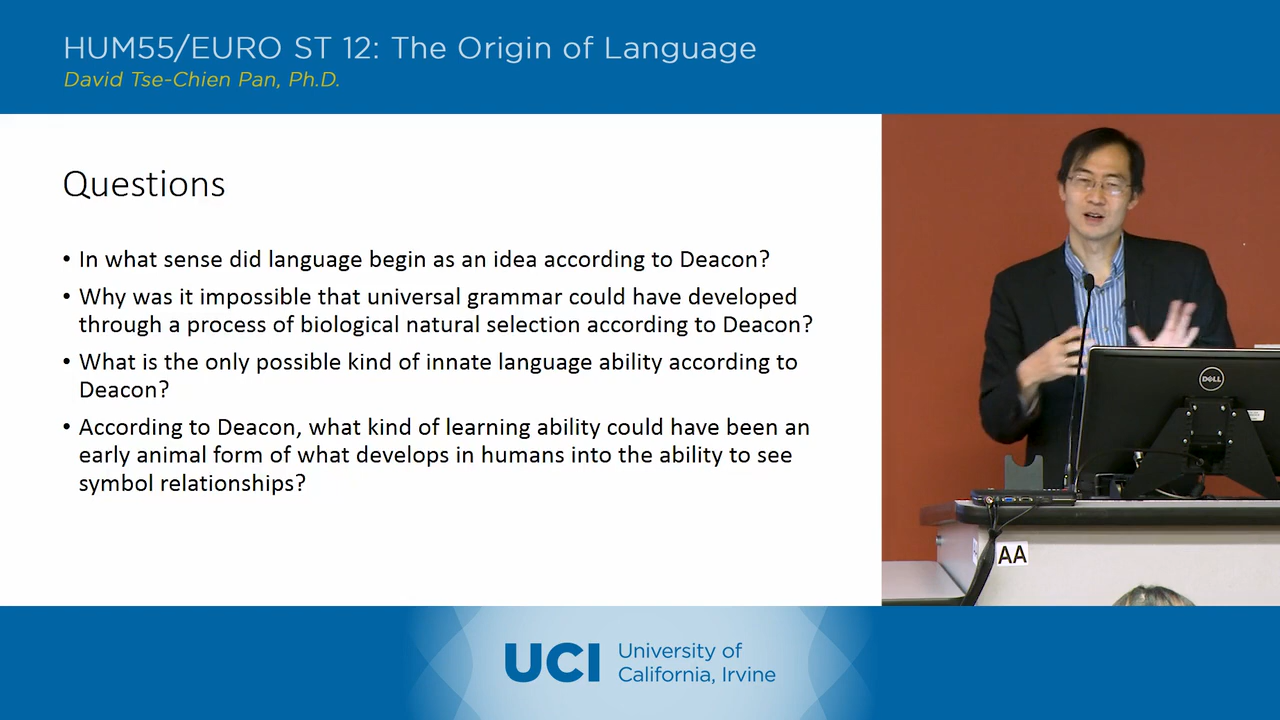 HUM55/EURO ST 12: The Origin of Language
David Tse-Chien Pan, Ph.D.
Questions
• In what sense did language begin as an idea according to Deacon?
• Why was it impossible that universal grammar could have developed
through a process of biological natural selection according to Deacon?
• What is the only possible kind of innate language ability according to
Deacon?
• According to Deacon, what kind of learning ability could have been an
early animal form of what develops in humans into the ability to see
symbol relationships?
DELL
AA
UCI
University of
California, Irvine